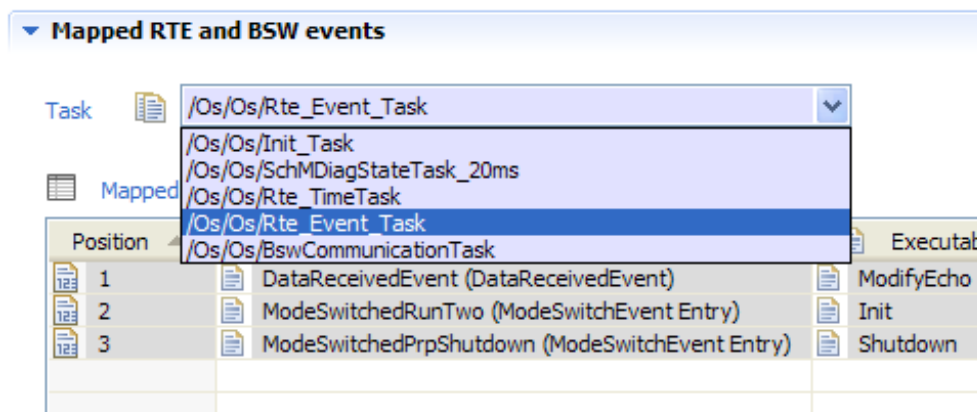 Mapped RTE and BSW events
Task /Os/Os/Rte_Event_Task
/Os/Os/Init_Task
/Os/Os/SchMDiagStateTask_20ms
Mapped /Os/Os/Rte_TimeTask
/Os/Os/Rte_Event_Task
Position /Os/Os/BswCommunicationTask Executab
1 DataReceivedEvent (DataReceivedEvent) ModifyEcho
2 ModeSwitchedRunTwo (ModeSwitchEvent Entry) Init
3 ModeSwitchedPrpShutdown (ModeSwitchEvent Entry) Shutdown